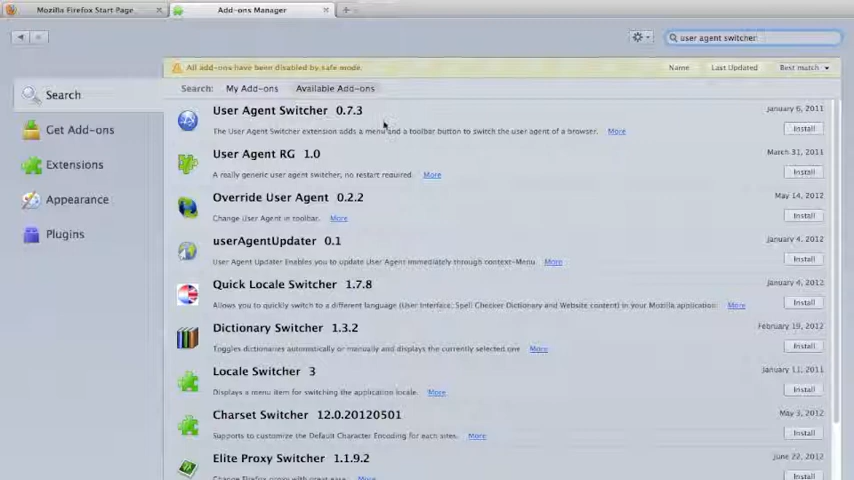 Mozilla Firefox Start Page
Add-ons Manager
user agent switcher
All add-ons have been disabled by safe mode.
Name
Last Updated
Best match
Search:
My Add-ons
Available Add-ons
Search
Get Add-ons
Extensions
Appearance
Plugins
User Agent Switcher 0.7.3
January 6, 2011
The User Agent Switcher extension adds a menu and a toolbar button to switch the user agent of a browser. More
Install
User Agent RG 1.0
March 31, 2011
A really generic user agent switcher, no restart required. More
Install
Override User Agent 0.2.2
May 14, 2012
Change User Agent in toolbar. More
Install
userAgentUpdater 0.1
January 4, 2012
User Agent Updater Enables you to update User Agent immediately through context-Menu. More
Install
Quick Locale Switcher 1.7.8
January 4, 2012
Allows you to quickly switch to a different language (User Interface, Spell Checker Dictionary and Website content) in your Mozilla application. More
Install
Dictionary Switcher 1.3.2
February 19, 2012
Toggles dictionaries automatically or manually and displays the currently selected one. More
Install
Locale Switcher 3
January 11, 2011
Displays a menu item for switching the application locale. More
Install
Charset Switcher 12.0.20120501
May 3, 2012
Supports to customize the Default Character Encoding for each sites. More
Install
Elite Proxy Switcher 1.1.9.2
June 22, 2012
Change Firefox proxy with great ease. More
Install